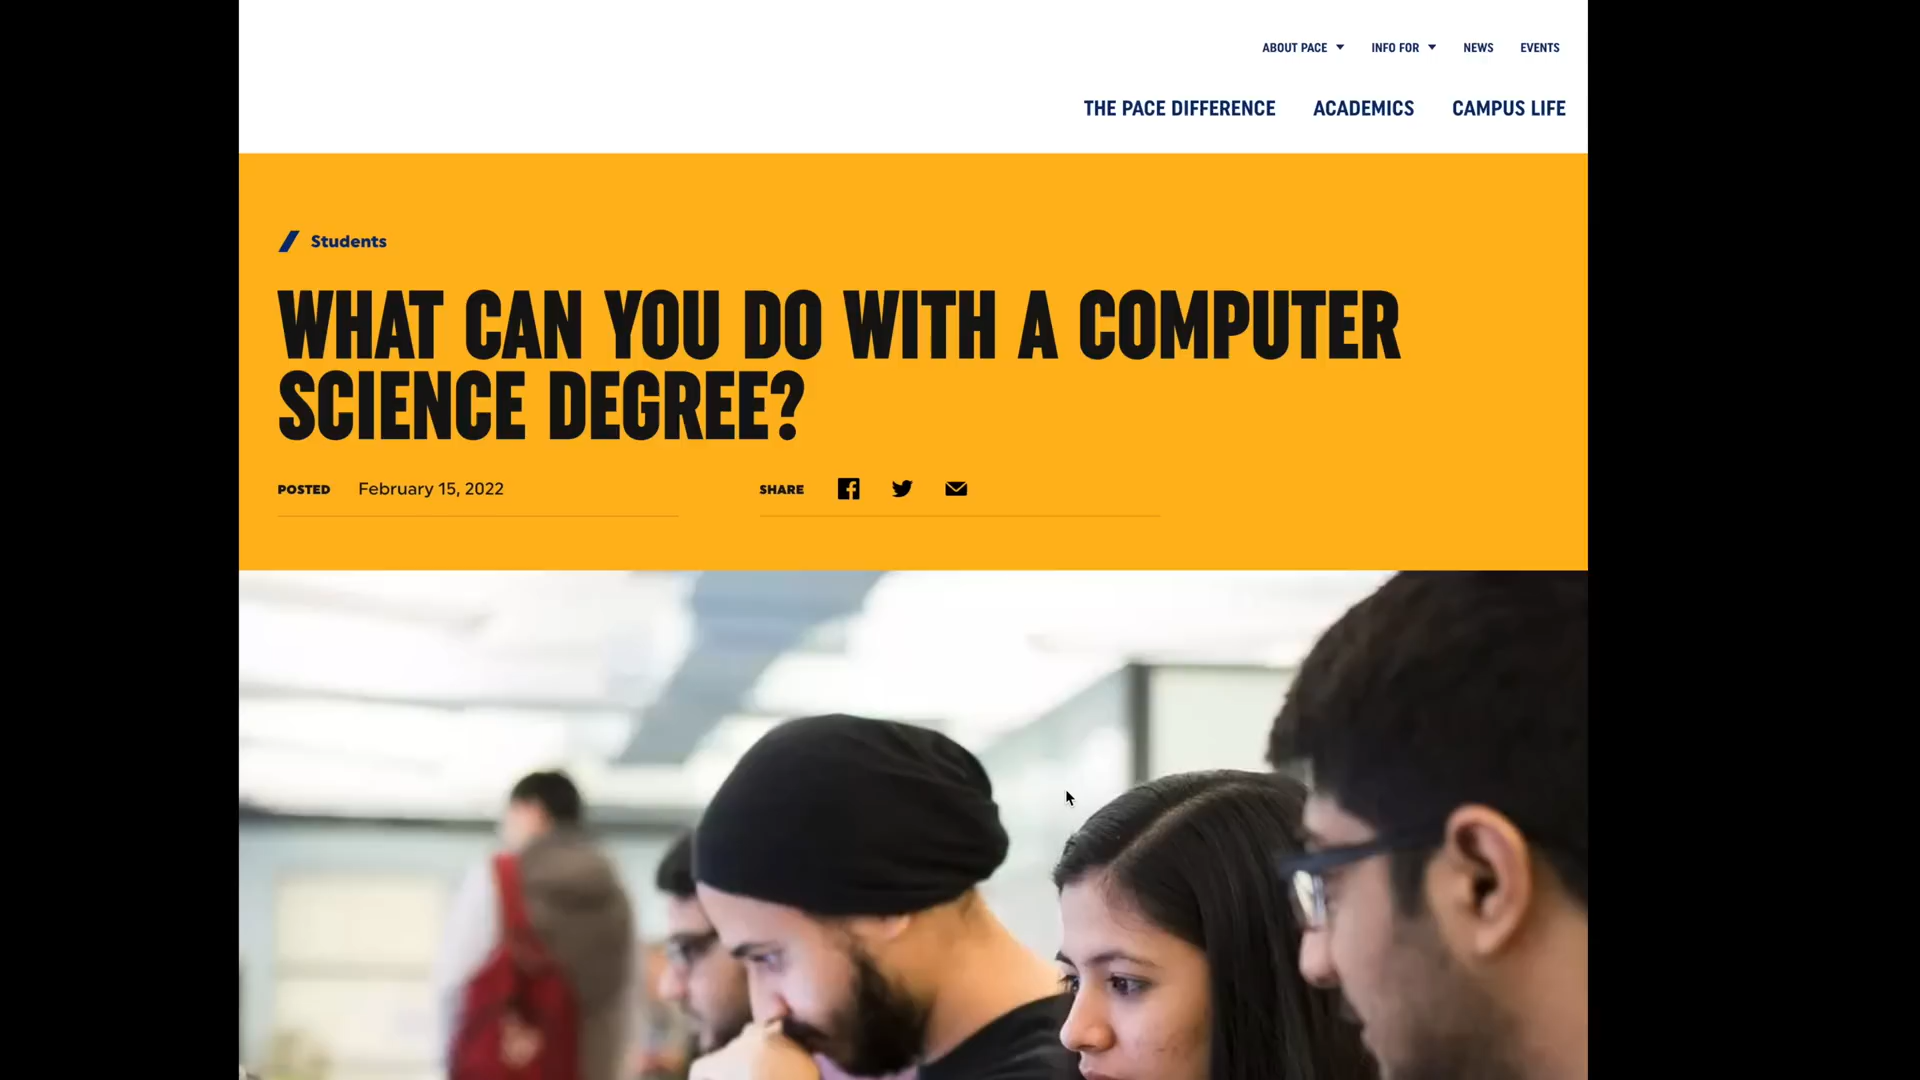 ABOUT PACE INFO FOR NEWS EVENTS
THE PACE DIFFERENCE ACADEMICS CAMPUS LIFE
Students
WHAT CAN YOU DO WITH A COMPUTER
SCIENCE DEGREE?
POSTED February 15, 2022 SHARE